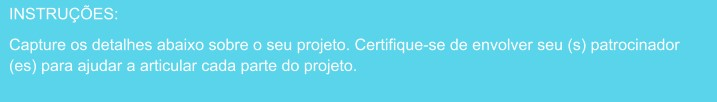 INSTRUÇÕES:
Capture os detalhes abaixo sobre o seu projeto. Certifique-se de envolver seu (s) patrocinador
(es) para ajudar a articular cada parte do projeto.